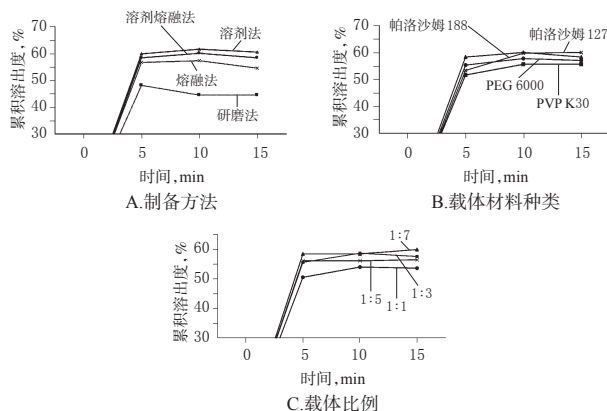 溶剂熔融法
溶剂法
熔融法
研磨法
累积溶出度, %
70
60
50
40
30
0
5
10
15
时间,min
A.制备方法
帕洛沙姆188
帕洛沙姆127
PEG 6000
PVP K30
累积溶出度, %
70
60
50
40
30
0
5
10
15
时间,min
B.载体材料种类
1∶7
1∶3
1∶5
1∶1
累积溶出度, %
70
60
50
40
30
0
5
10
15
时间,min
C.载体比例